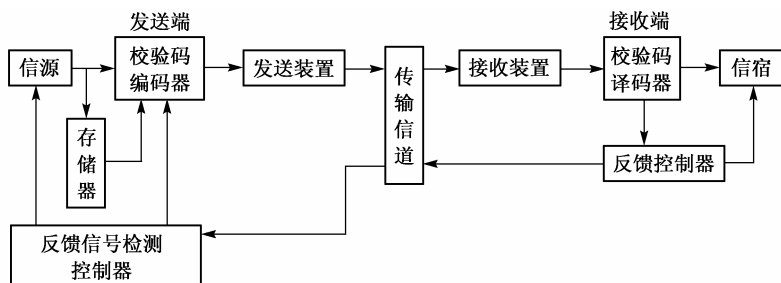 发送端
接收端
信源
校验码
编码器
发送装置
传
输
信
道
接收装置
校验码
译码器
信宿
存
储
器
反馈控制器
反馈信号检测
控制器